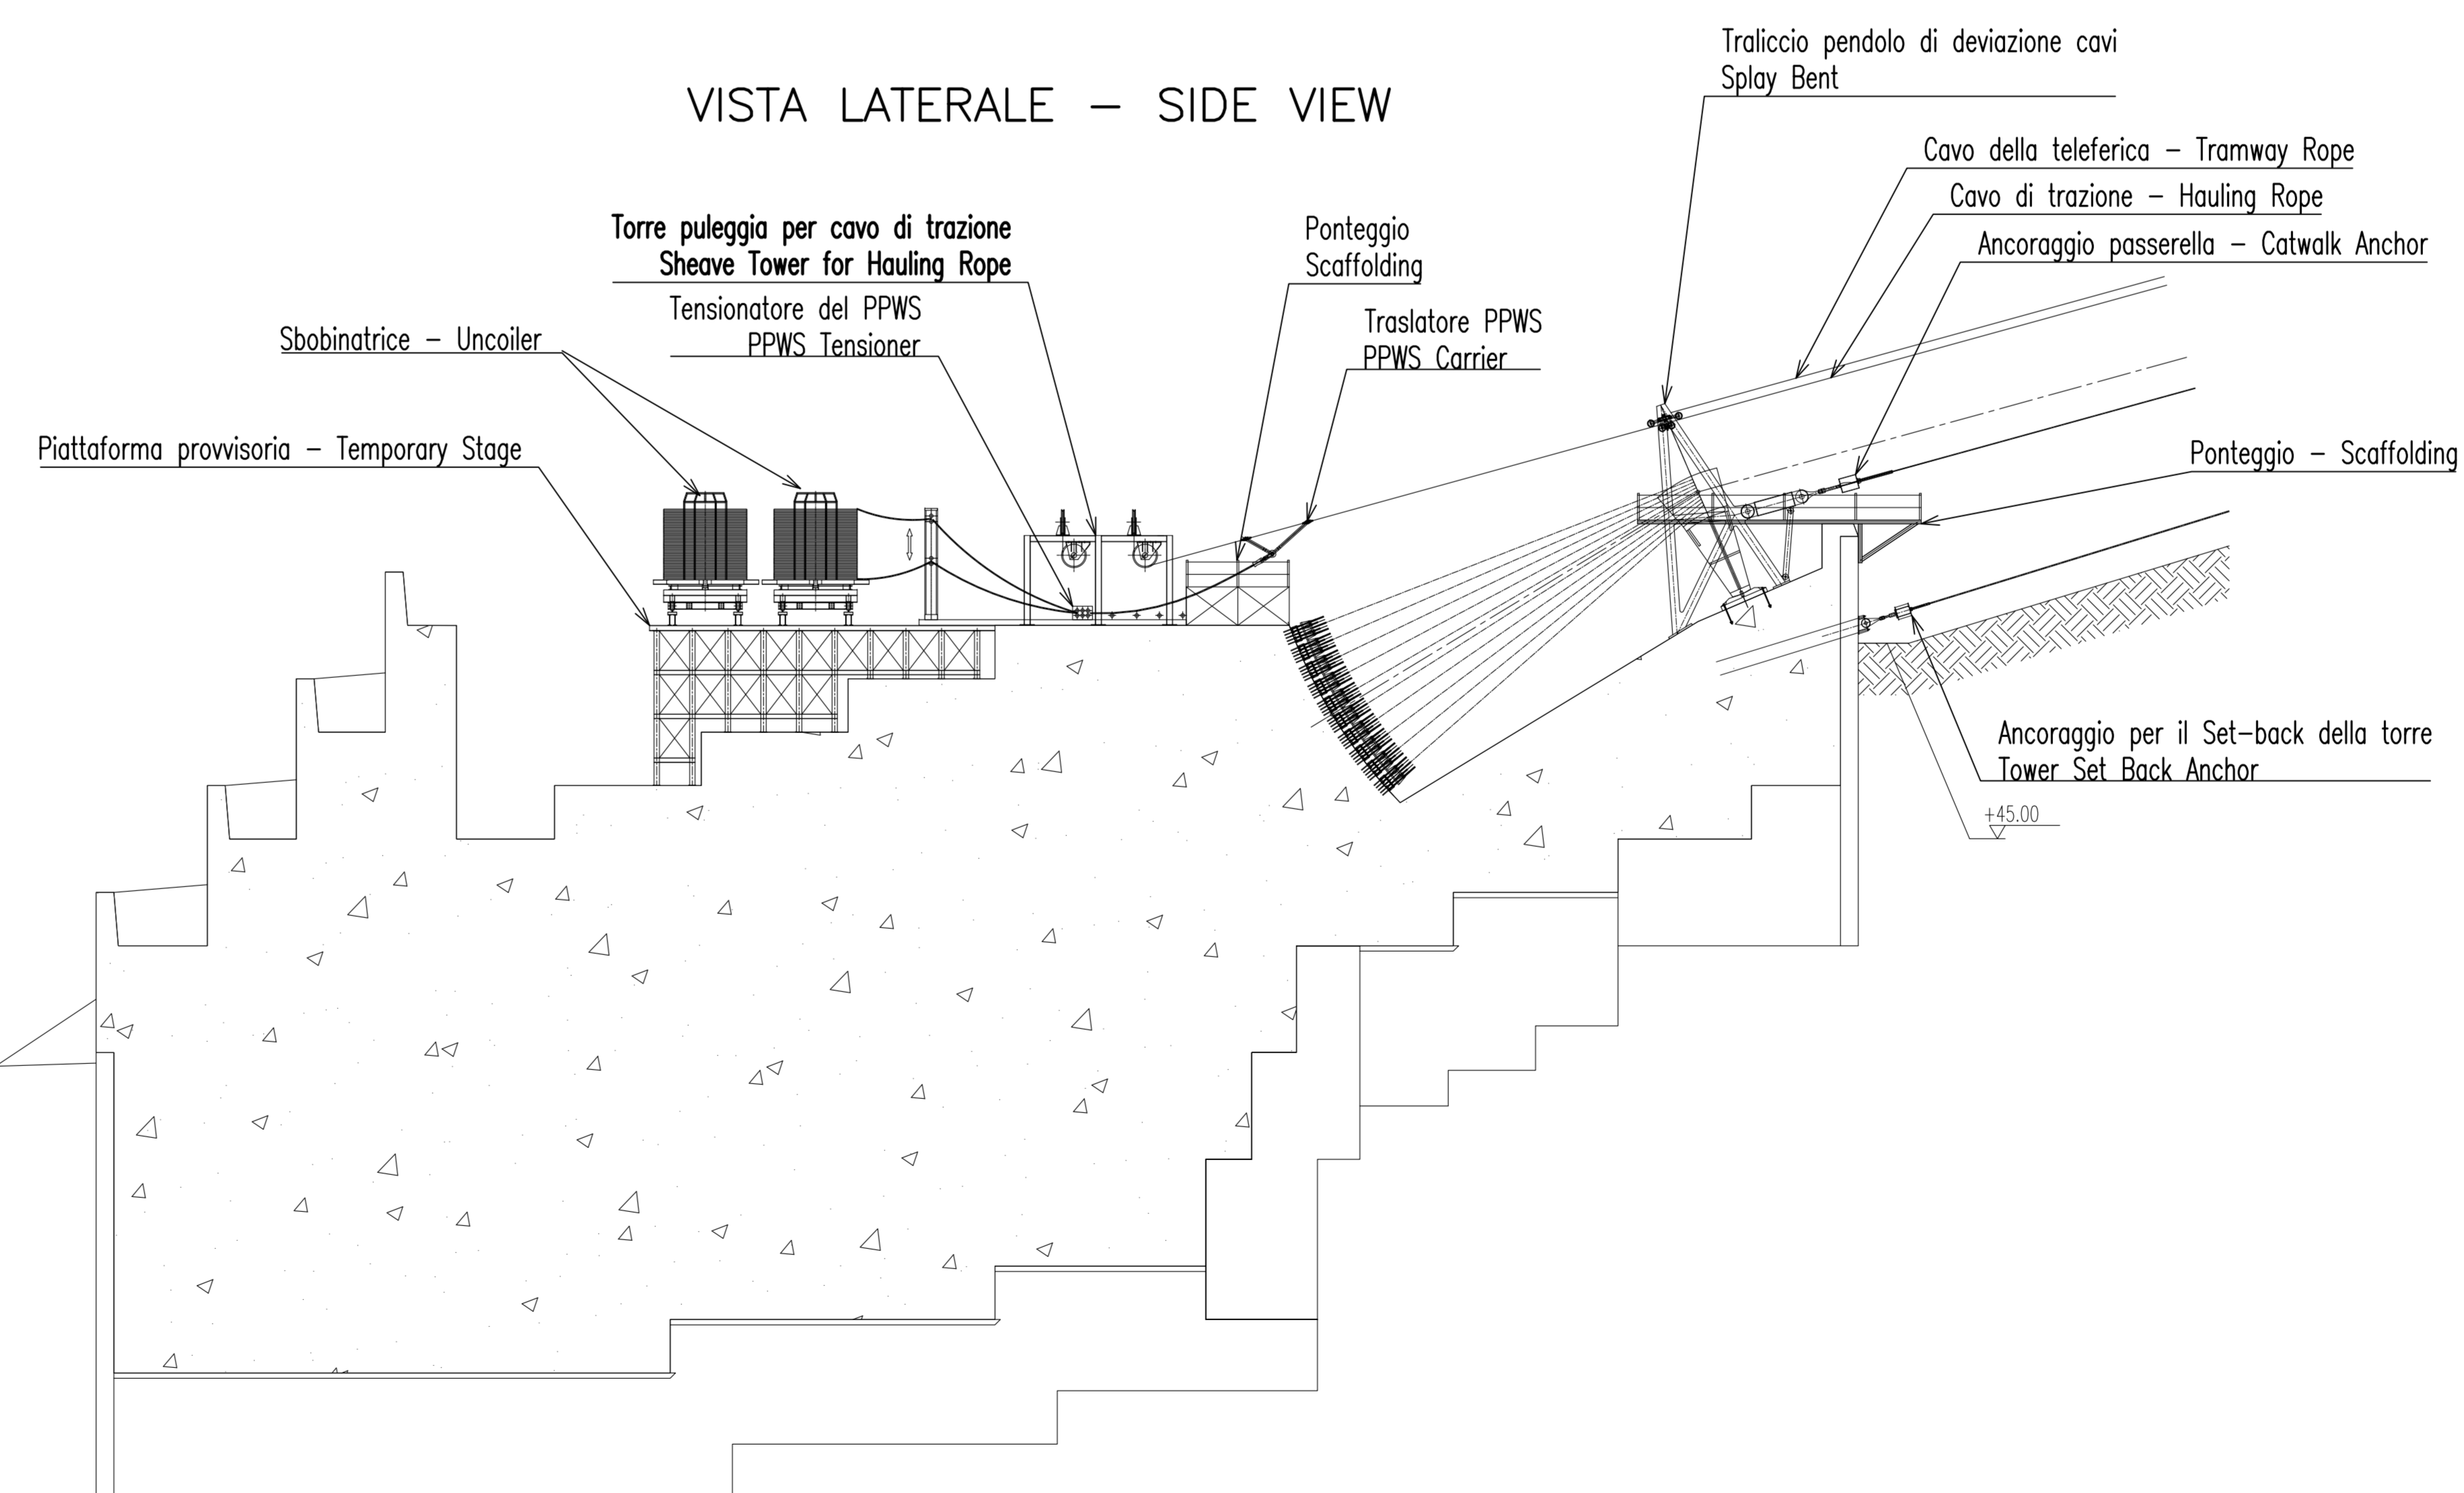 Traliccio pendolo di deviazione cavi
Splay Bent
VISTA LATERALE – SIDE VIEW
Cavo della teleferica – Tramway Rope
Cavo di trazione – Hauling Rope
Ancoraggio passerella – Catwalk Anchor
Torre puleggia per cavo di trazione
Sheave Tower for Hauling Rope
Ponteggio
Scaffolding
Tensionatore del PPWS
PPWS Tensioner
Traslatore PPWS
PPWS Carrier
Sbobinatrice – Uncoiler
Piattaforma provvisoria – Temporary Stage
Ponteggio – Scaffolding
Ancoraggio per il Set-back della torre
Tower Set Back Anchor
+45.00